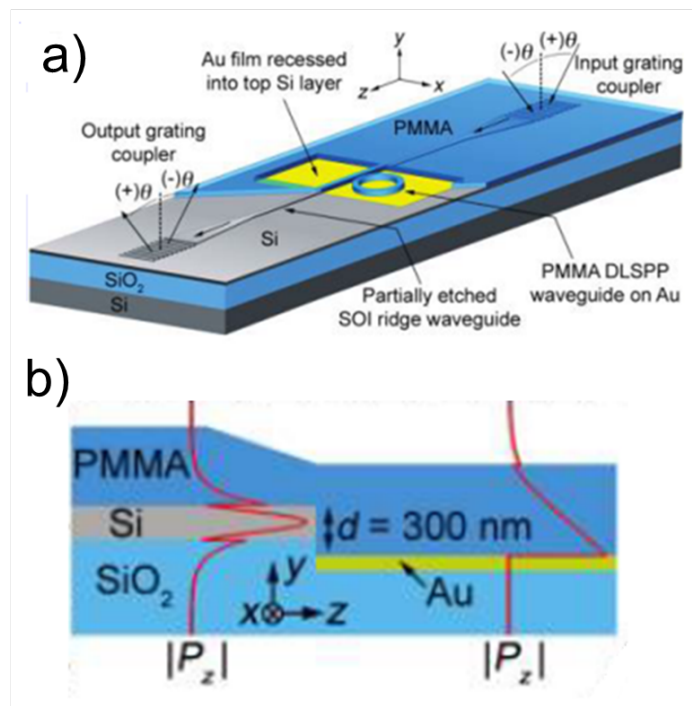 a)
Au film recessed
into top Si layer
y
z
x
(-)θ
(+)θ
Input grating
coupler
PMMA
Output grating
coupler
(+)θ
(-)θ
Si
SiO2
Si
Partially etched
SOI ridge waveguide
PMMA DLSPP
waveguide on Au
b)
PMMA
Si
d = 300 nm
SiO2
y
x
z
Au
|Pz|
|Pz|